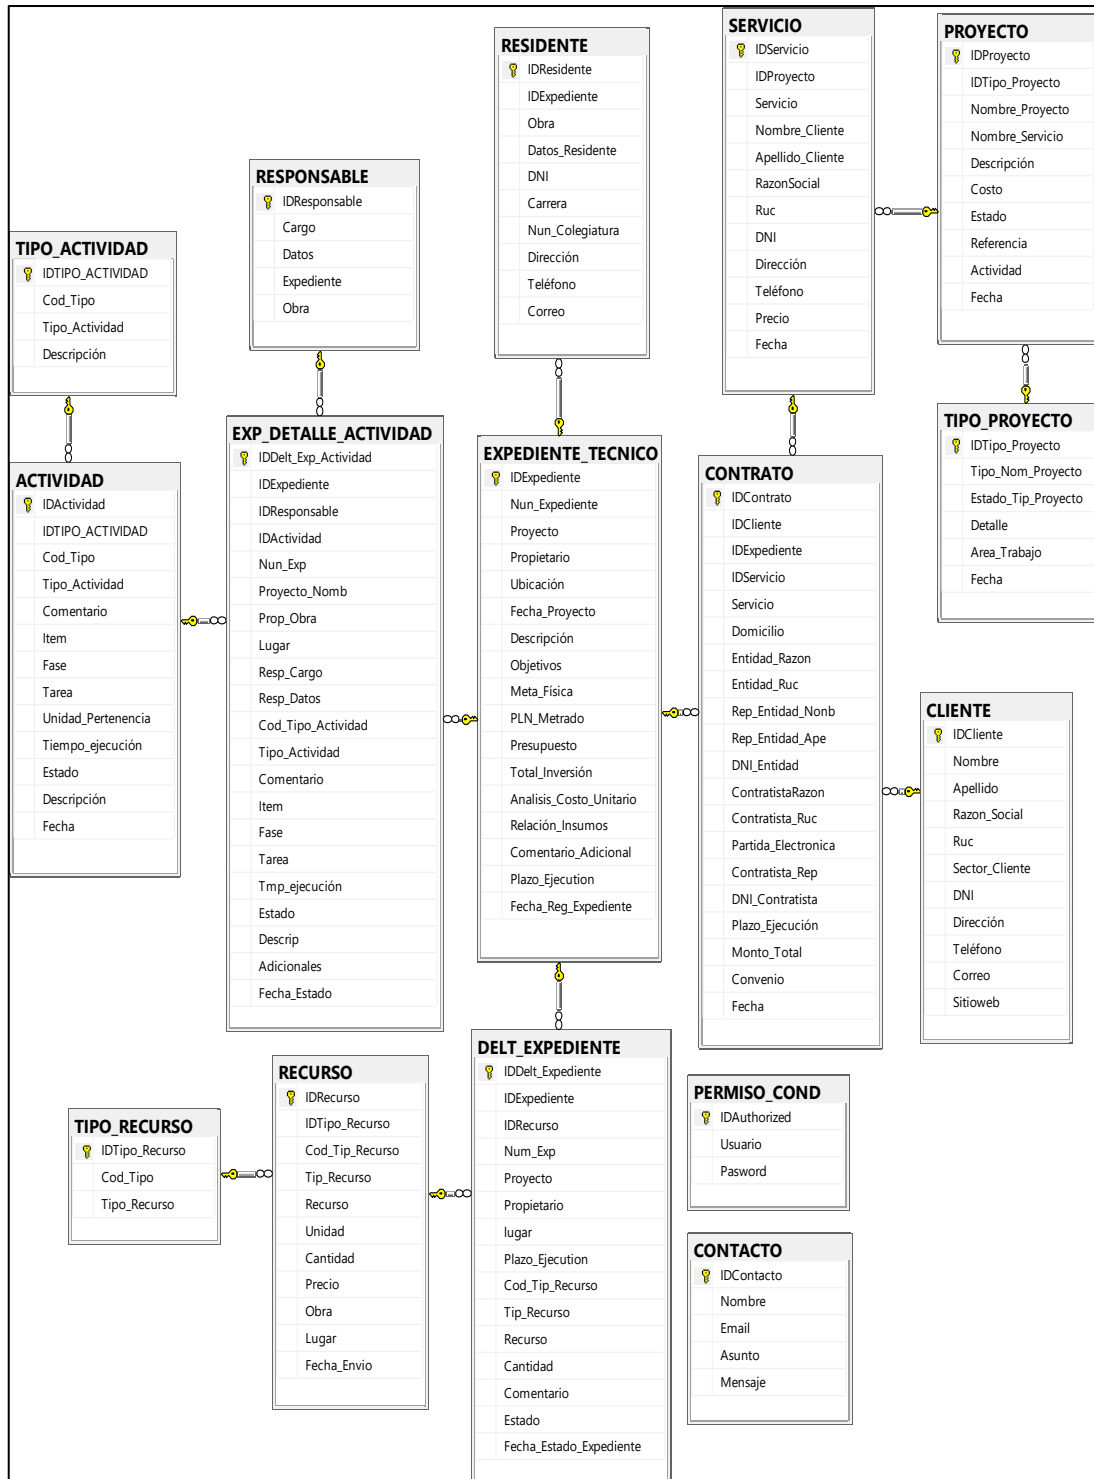 SERVICIO
IDServicio
IDProyecto
Servicio
Nombre_Cliente
Apellido_Cliente
RazonSocial
Ruc
DNI
Dirección
Teléfono
Precio
Fecha
PROYECTO
IDProyecto
IDTipo_Proyecto
Nombre_Proyecto
Nombre_Servicio
Descripción
Costo
Estado
Referencia
Actividad
Fecha
RESIDENTE
IDResidente
IDExpediente
Obra
Datos_Residente
DNI
Carrera
Nun_Colegiatura
Dirección
Teléfono
Correo
RESPONSABLE
IDResponsable
Cargo
Datos
Expediente
Obra
TIPO_ACTIVIDAD
IDTIPO_ACTIVIDAD
Cod_Tipo
Tipo_Actividad
Descripción
TIPO_PROYECTO
IDTipo_Proyecto
Tipo_Nom_Proyecto
Estado_Tip_Proyecto
Detalle
Area_Trabajo
Fecha
EXP_DETALLE_ACTIVIDAD
IDDelt_Exp_Actividad
IDExpediente
IDResponsable
IDActividad
Nun_Exp
Proyecto_Nomb
Prop_Obra
Lugar
Resp_Cargo
Resp_Datos
Cod_Tipo_Actividad
Tipo_Actividad
Comentario
Item
Fase
Tarea
Tmp_ejecución
Estado
Descrip
Adicionales
Fecha_Estado
EXPEDIENTE_TECNICO
IDExpediente
Nun_Expediente
Proyecto
Propietario
Ubicación
Fecha_Proyecto
Descripción
Objetivos
Meta_Física
PLN_Metrado
Presupuesto
Total_Inversión
Analisis_Costo_Unitario
Relación_Insumos
Comentario_Adicional
Plazo_Ejecution
Fecha_Reg_Expediente
CONTRATO
IDContrato
IDCliente
IDExpediente
IDServicio
Servicio
Domicilio
Entidad_Razon
Entidad_Ruc
Rep_Entidad_Nonb
Rep_Entidad_Ape
DNI_Entidad
ContratistaRazon
Contratista_Ruc
Partida_Electronica
Contratista_Rep
DNI_Contratista
Plazo_Ejecución
Monto_Total
Convenio
Fecha
ACTIVIDAD
IDActividad
IDTIPO_ACTIVIDAD
Cod_Tipo
Tipo_Actividad
Comentario
Item
Fase
Tarea
Unidad_Pertenencia
Tiempo_ejecución
Estado
Descripción
Fecha
CLIENTE
IDCliente
Nombre
Apellido
Razon_Social
Ruc
Sector_Cliente
DNI
Dirección
Teléfono
Correo
Sitioweb
DELT_EXPEDIENTE
IDDelt_Expediente
IDExpediente
IDRecurso
Num_Exp
Proyecto
Propietario
lugar
Plazo_Ejecution
Cod_Tip_Recurso
Tip_Recurso
Recurso
Cantidad
Comentario
Estado
Fecha_Estado_Expediente
RECURSO
IDRecurso
IDTipo_Recurso
Cod_Tip_Recurso
Tip_Recurso
Recurso
Unidad
Cantidad
Precio
Obra
Lugar
Fecha_Envio
TIPO_RECURSO
IDTipo_Recurso
Cod_Tipo
Tipo_Recurso
PERMISO_COND
IDAuthorized
Usuario
Pasword
CONTACTO
IDContacto
Nombre
Email
Asunto
Mensaje